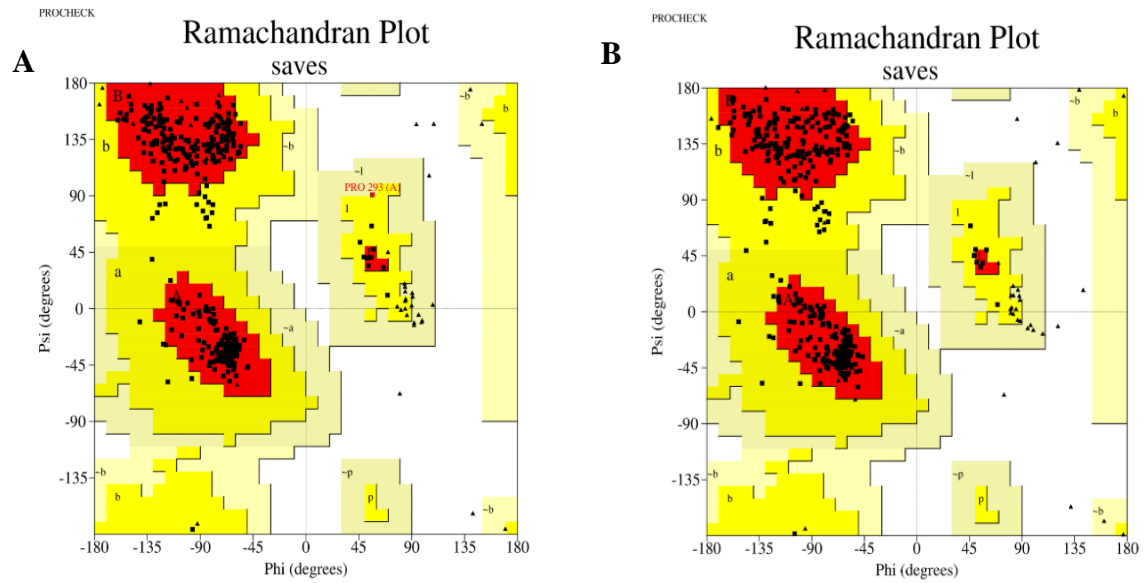 PROCHECK
A
Ramachandran Plot
saves
B
b
~b
~l
PRO 293 (A)
l
a
A
~a
~b
b
~p
p
~b
b
~b
180
135
90
45
0
-45
-90
-135
-180
Psi (degrees)
-180 -135 -90 -45 0 45 90 135 180
Phi (degrees)
PROCHECK
B
Ramachandran Plot
saves
b
~b
~l
l
a
A
~a
~b
b
~p
p
~b
b
~b
180
135
90
45
0
-45
-90
-135
-180
Psi (degrees)
-180 -135 -90 -45 0 45 90 135 180
Phi (degrees)